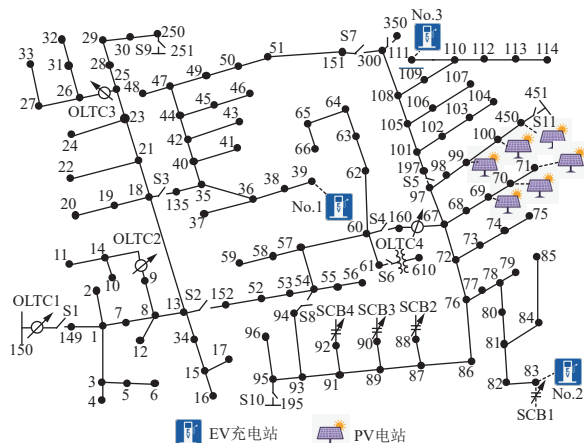 32 29 30 250 S9 251
33 31 28 25
27 26 OLTC3 23
24 21
22
20 19 18 S3 135
48 47 49 50 51 151 S7 300 350
44 45 46
42 43
40 41
35 36 38 39 No.1
37
65 64 63 66 62
No.3 111 110 112 113 114
109 107
108 106 104
105 103
102
101
197 S5 97 98 99 100 450 451 S11
71 70 69 68 67
75 74 73 72
11 14 OLTC2 10 9
2 7 8 13 S2 152 52 53 54 55 56
59 58 57 60 S4 160 OLTC4
61 S6 610
OLTC1 S1 150 149 1
12 34 17 15 16
3 5 6 4
94 S8 SCB4 SCB3 SCB2
96 92 90 88
95 93 91 89 87 86
S10 195
76 77 78 79 85
80 81 84
82 83 No.2
SCB1
EV充电站 PV电站